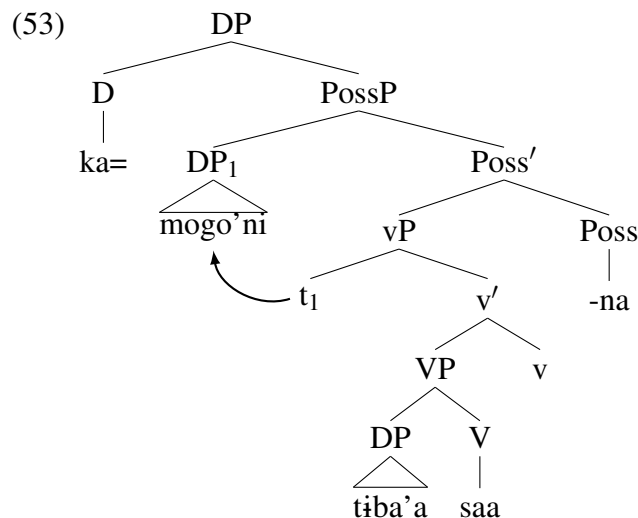 (53) DP
D PossP
ka= DP₁ Poss′
mogo'ni vP Poss
t₁ v′ -na
VP v
DP V
tɨba'a saa